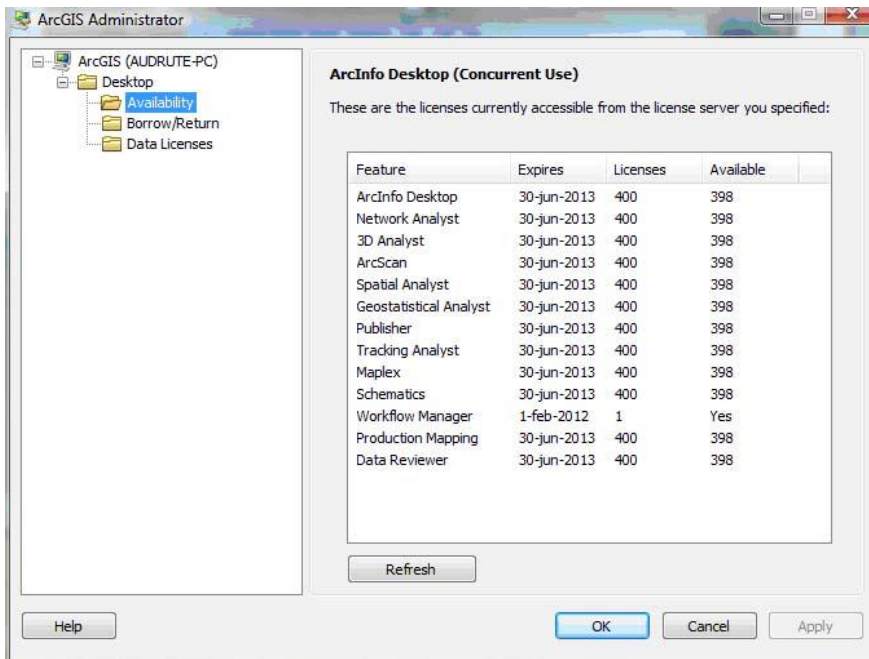 ArcGIS Administrator
ArcGIS (AUDRUTE-PC)
Desktop
Availability
Borrow/Return
Data Licenses
ArcInfo Desktop (Concurrent Use)
These are the licenses currently accessible from the license server you specified:
Feature Expires Licenses Available
ArcInfo Desktop 30-jun-2013 400 398
Network Analyst 30-jun-2013 400 398
3D Analyst 30-jun-2013 400 398
ArcScan 30-jun-2013 400 398
Spatial Analyst 30-jun-2013 400 398
Geostatistical Analyst 30-jun-2013 400 398
Publisher 30-jun-2013 400 398
Tracking Analyst 30-jun-2013 400 398
Maplex 30-jun-2013 400 398
Schematics 30-jun-2013 400 398
Workflow Manager 1-feb-2012 1 Yes
Production Mapping 30-jun-2013 400 398
Data Reviewer 30-jun-2013 400 398
Refresh
Help OK Cancel Apply